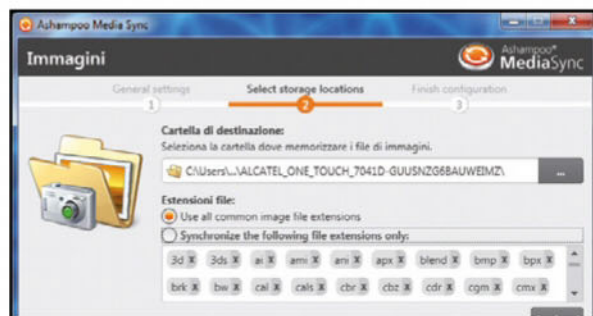 Ashampoo Media Sync
Immagini
Ashampoo®
MediaSync
General settings
Select storage locations
Finish configuration
1
2
3
Cartella di destinazione:
Seleziona la cartella dove memorizzare i file di immagini.
C:\Users\...\ALCATEL_ONE_TOUCH_7041D-GUUSNZG6BAUWEIMZ\
...
Estensioni file:
Use all common image file extensions
Synchronize the following file extensions only:
3d x 3ds x ai x ami x ani x apx x blend x bmp x bpx x
brk x bw x cal x cals x cbr x cbz x cdr x cgm x cmx x